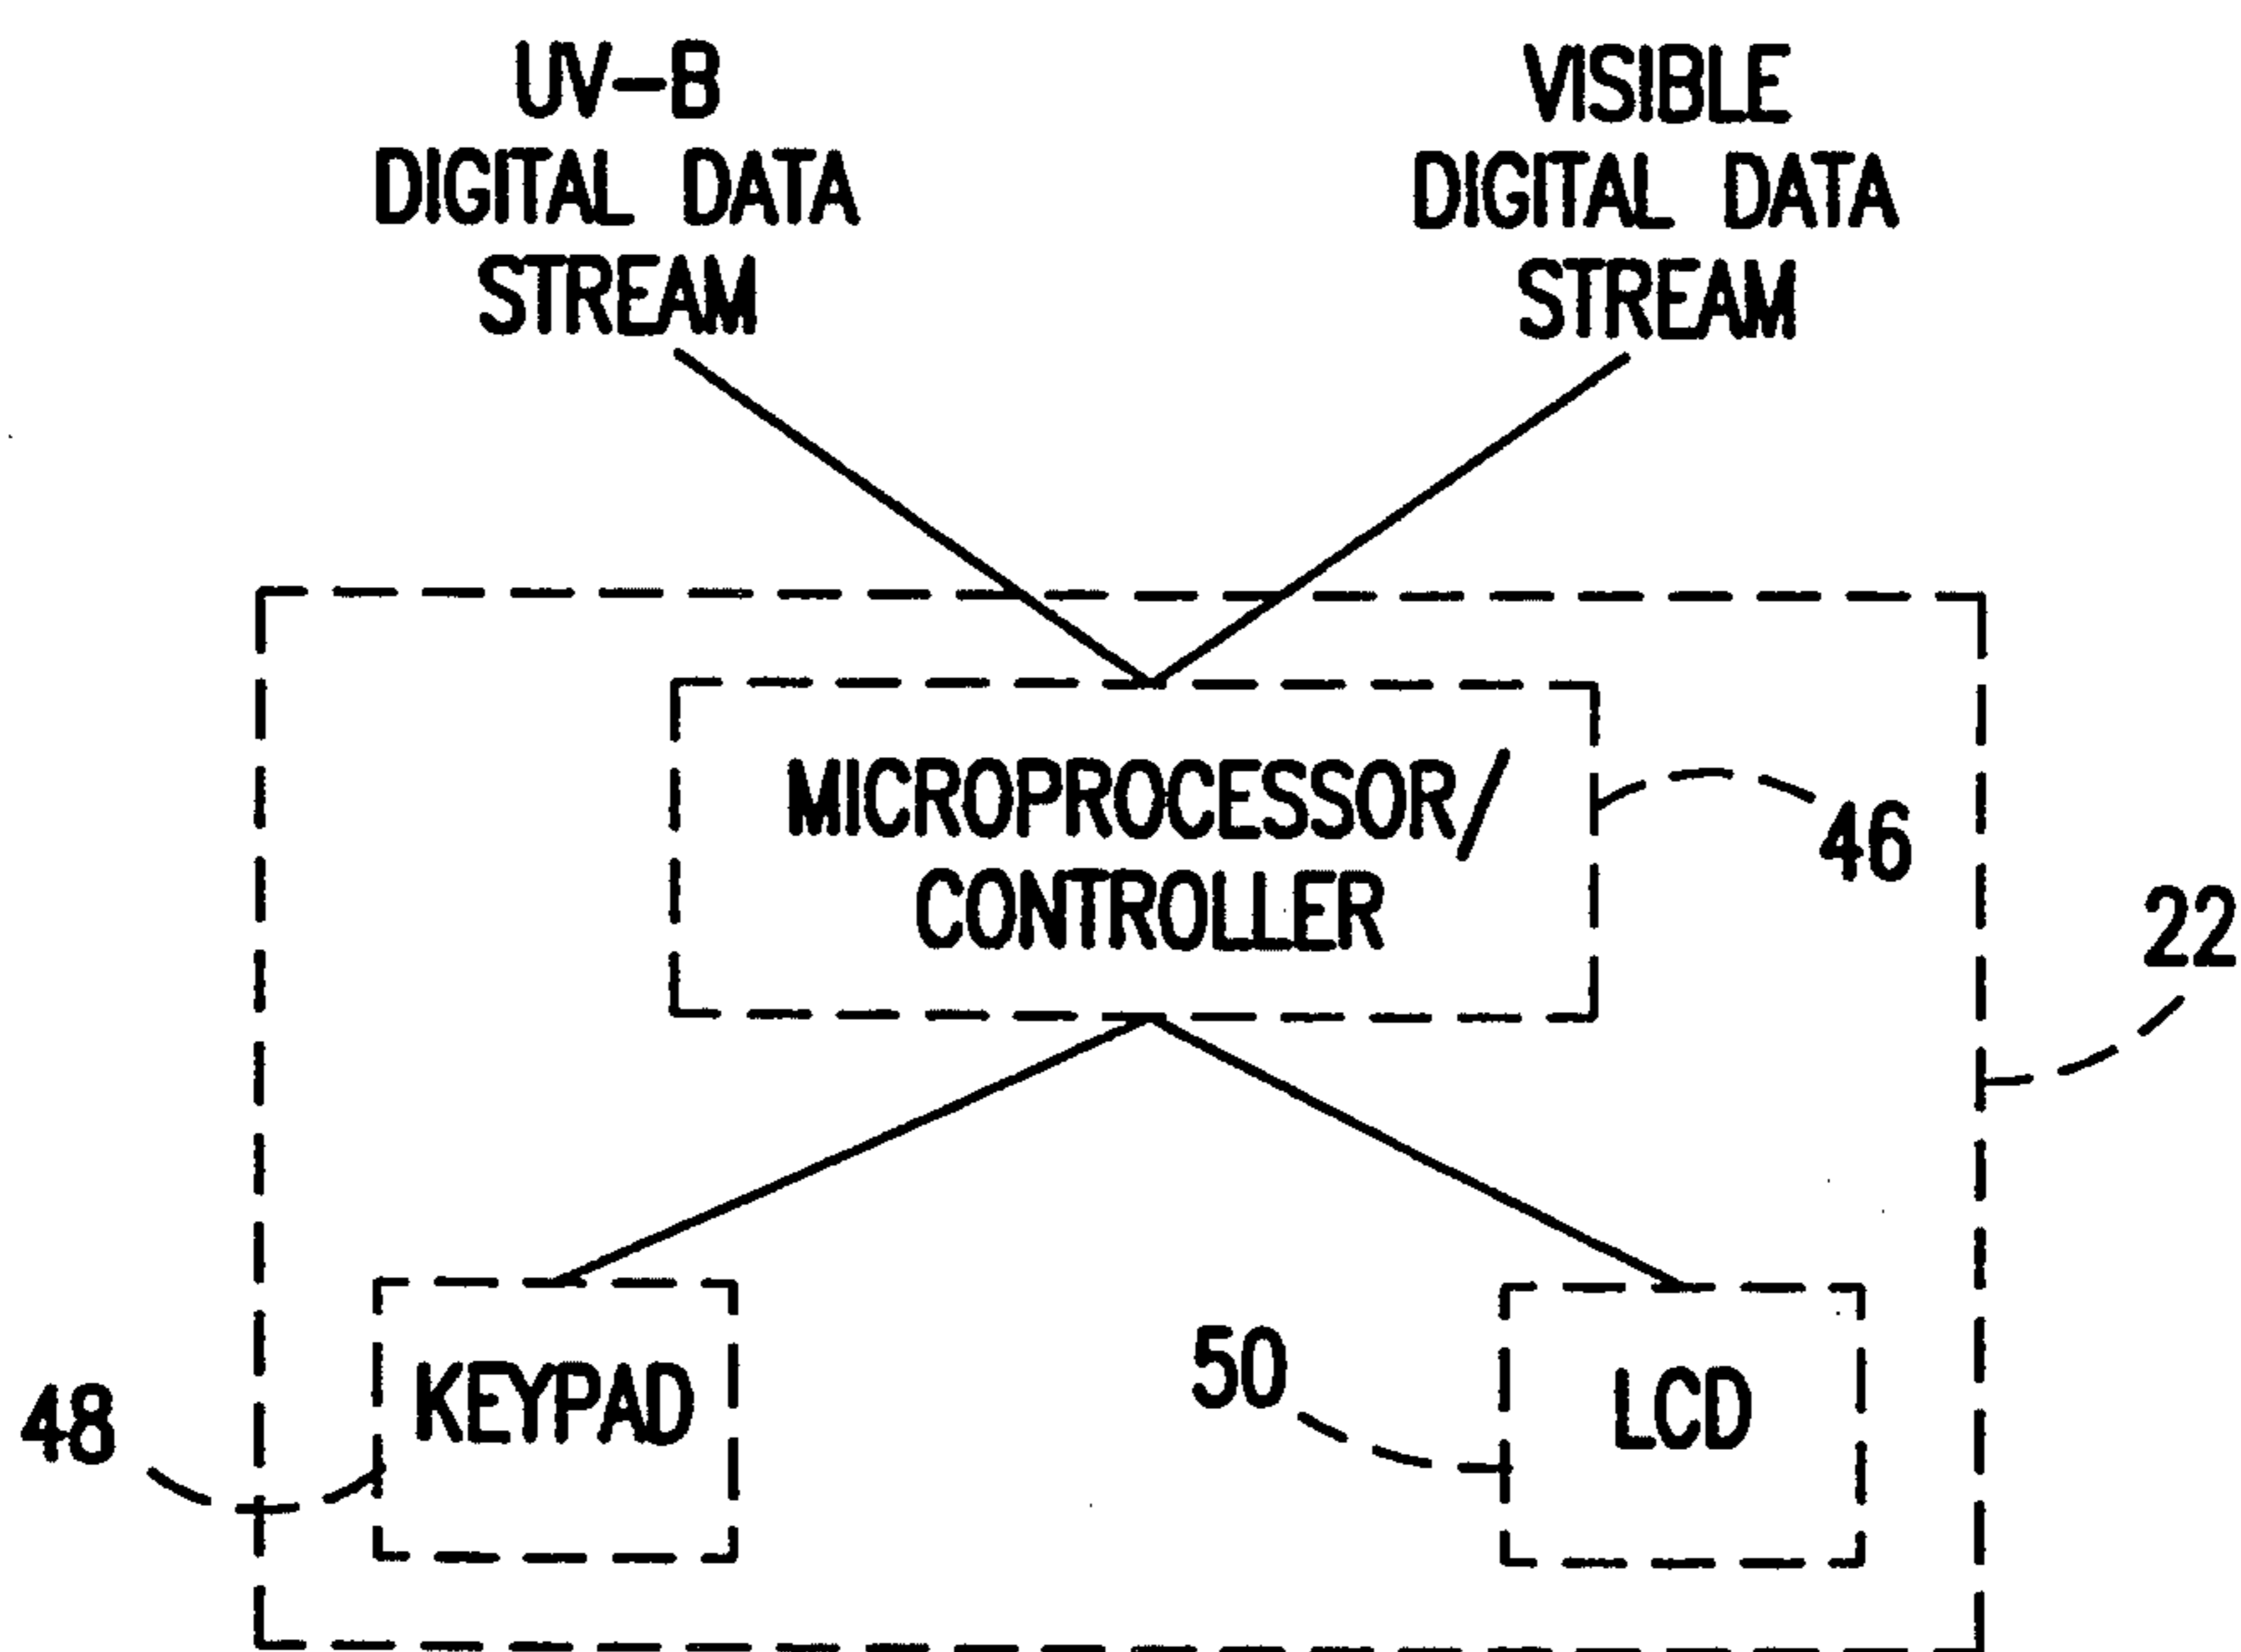 UV-B
DIGITAL DATA
STREAM
VISIBLE
DIGITAL DATA
STREAM
MICROPROCESSOR/
CONTROLLER
46
22
KEYPAD
48
50
LCD